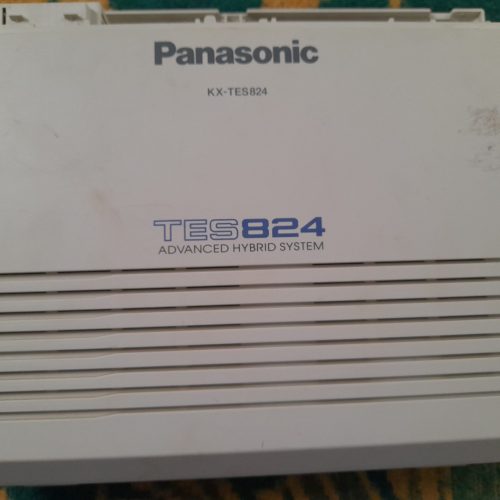 Panasonic
KX-TES824
TES824
ADVANCED HYBRID SYSTEM